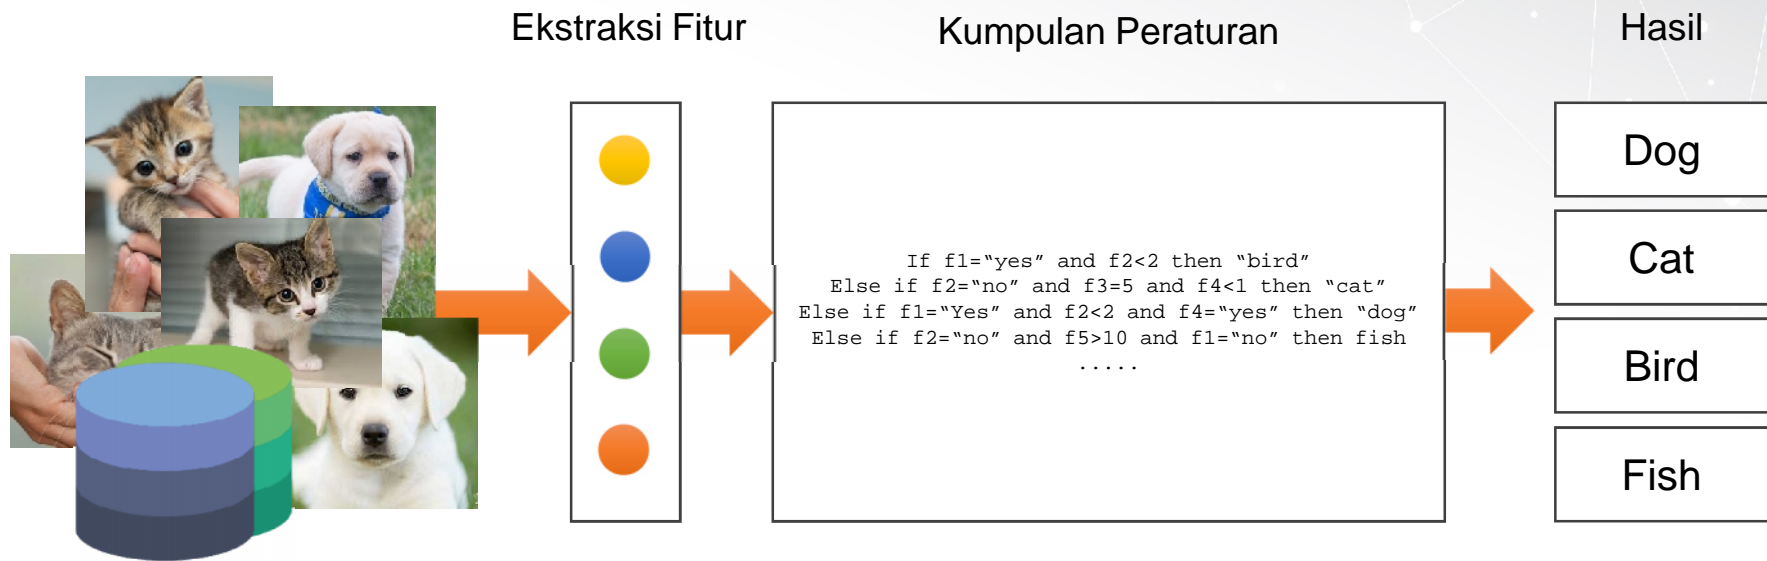 Ekstraksi Fitur
Kumpulan Peraturan
Hasil
If f1=“yes” and f2<2 then “bird”
Else if f2=“no” and f3=5 and f4<1 then “cat”
Else if f1=“Yes” and f2<2 and f4=“yes” then “dog”
Else if f2=“no” and f5>10 and f1=“no” then fish
.....
Dog
Cat
Bird
Fish